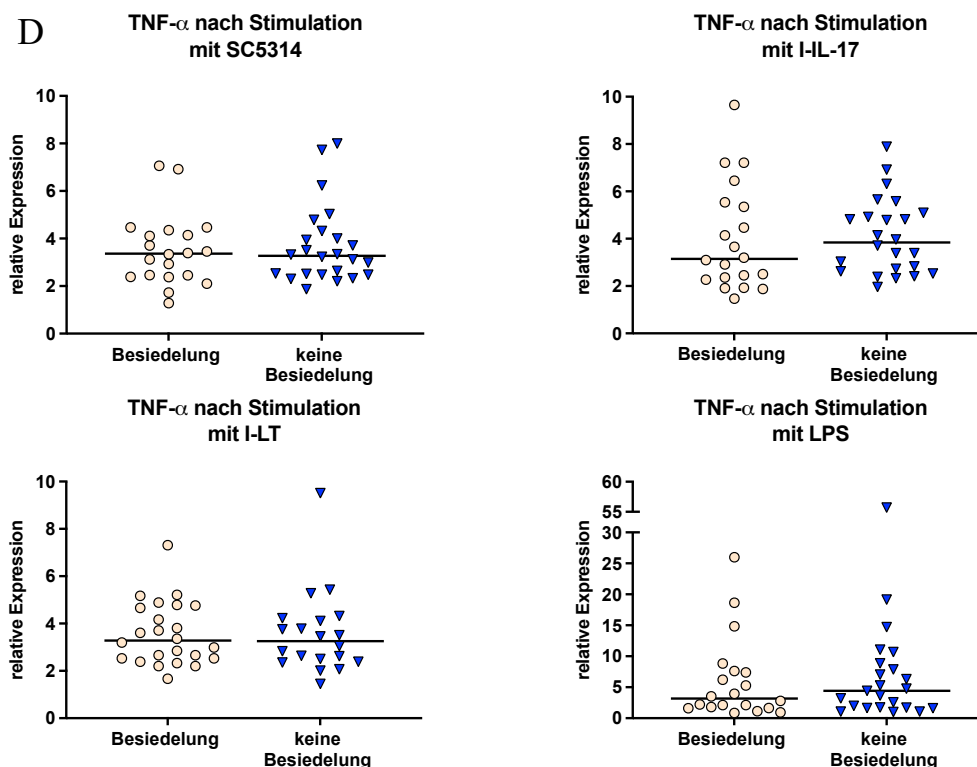 D
TNF-α nach Stimulation
mit SC5314
relative Expression
10
8
6
4
2
0
Besiedelung
keine
Besiedelung
TNF-α nach Stimulation
mit I-IL-17
relative Expression
10
8
6
4
2
0
Besiedelung
keine
Besiedelung
TNF-α nach Stimulation
mit I-LT
relative Expression
10
8
6
4
2
0
Besiedelung
keine
Besiedelung
TNF-α nach Stimulation
mit LPS
relative Expression
60
55
30
25
20
15
10
5
0
Besiedelung
keine
Besiedelung